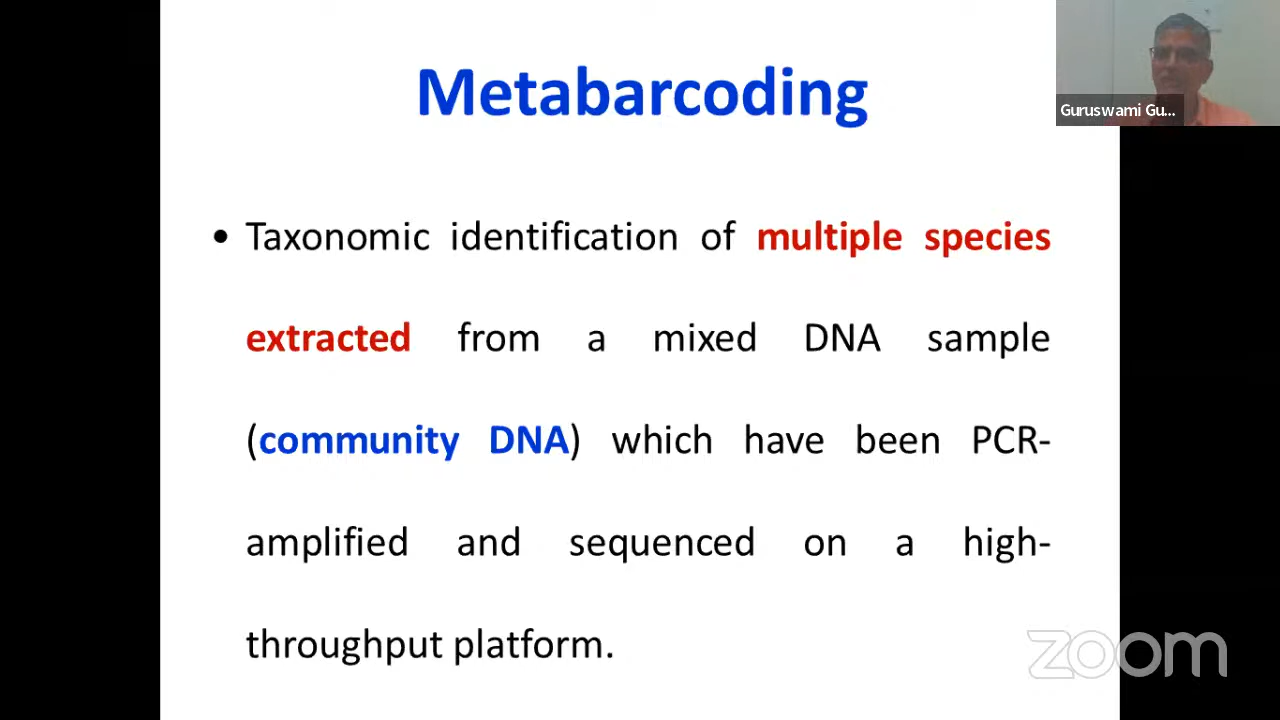 Metabarcoding
Guruswami Gu...
• Taxonomic identification of multiple species
extracted from a mixed DNA sample
(community DNA) which have been PCR-
amplified and sequenced on a high-
throughput platform.
zoom